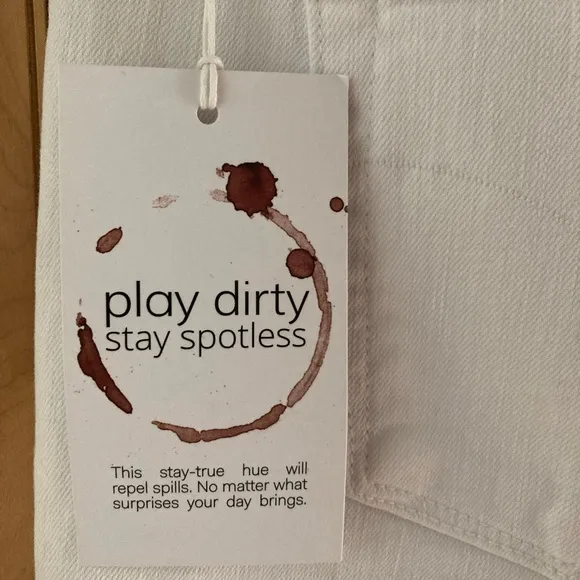 play dirty
stay spotless
This stay-true hue will
repel spills. No matter what
surprises your day brings.